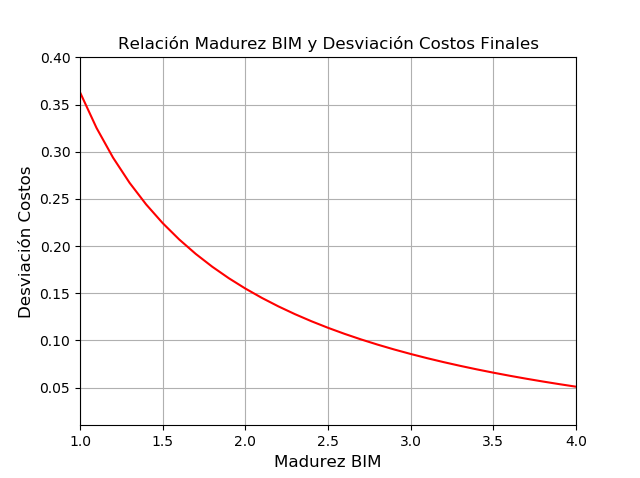 Relación Madurez BIM y Desviación Costos Finales
0.40
0.35
0.30
0.25
0.20
0.15
0.10
0.05
Desviación Costos
1.0 1.5 2.0 2.5 3.0 3.5 4.0
Madurez BIM